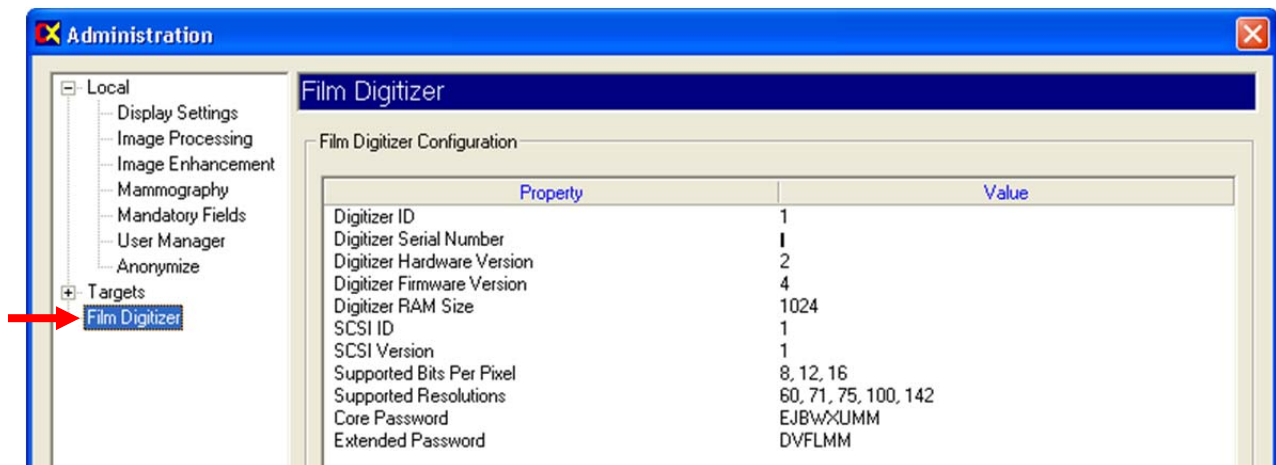 Administration
Local
Display Settings
Image Processing
Image Enhancement
Mammography
Mandatory Fields
User Manager
Anonymize
Targets
Film Digitizer
Film Digitizer
Film Digitizer Configuration
Property Value
Digitizer ID 1
Digitizer Serial Number
Digitizer Hardware Version 2
Digitizer Firmware Version 4
Digitizer RAM Size 1024
SCSI ID 1
SCSI Version 1
Supported Bits Per Pixel 8, 12, 16
Supported Resolutions 60, 71, 75, 100, 142
Core Password EJBWXUMM
Extended Password DVFLMM